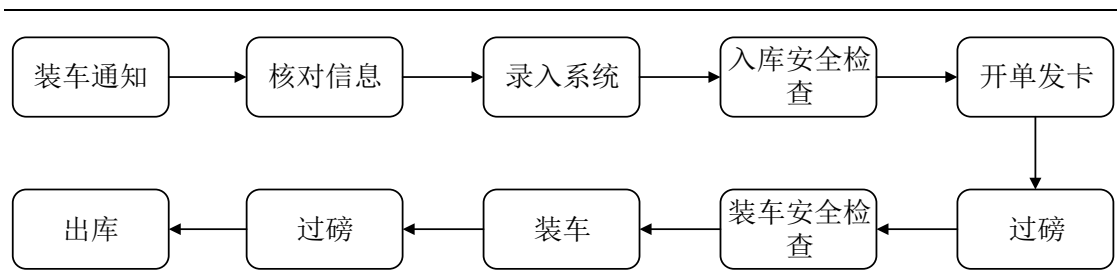 装车通知
核对信息
录入系统
入库安全检
查
开单发卡
出库
过磅
装车
装车安全检
查
过磅